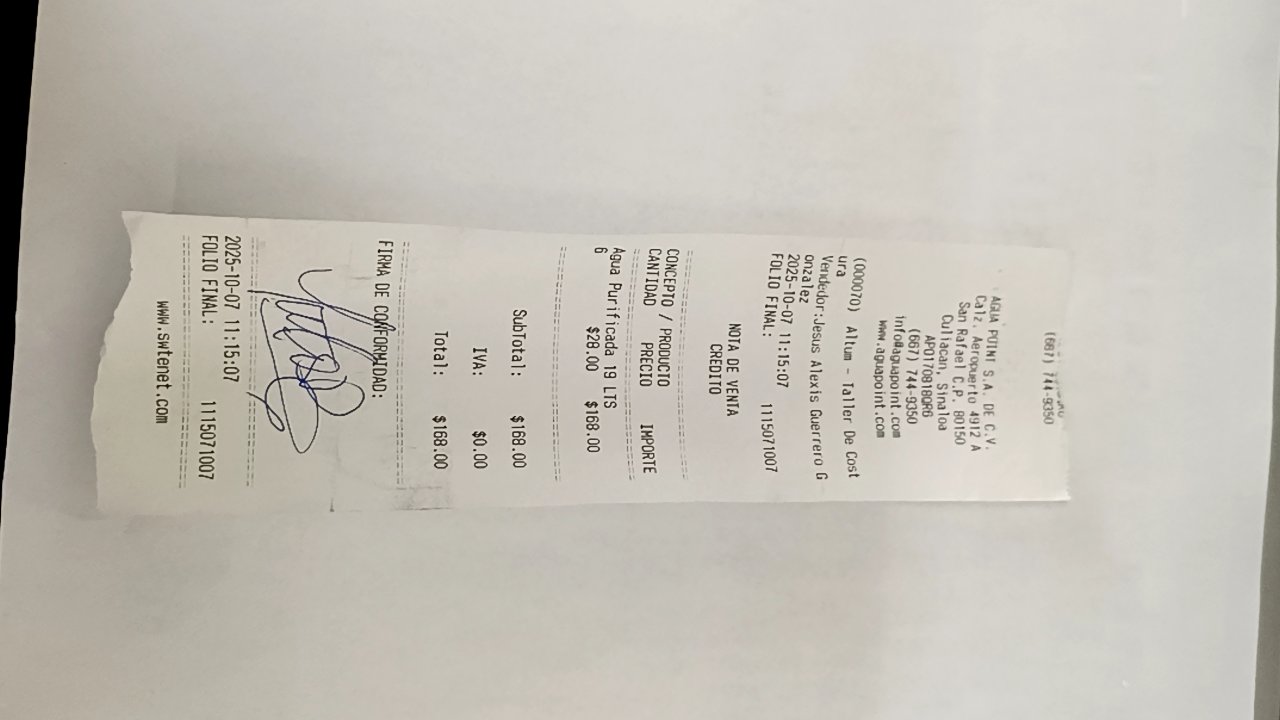 (667) 744-9350
AGUA POINT S.A. DE C.V.
Calz. Aeropuerto 4912 A
San Rafael C.P. 80150
Culiacan, Sinaloa
APO170818QR6
(667) 744-9350
info@aguapoint.com
www.aguapoint.com
(000070) Altum - Taller De Cost
ura
Vendedor:Jesus Alexis Guerrero G
onzalez
2025-10-07 11:15:07
FOLIO FINAL: 1115071007
NOTA DE VENTA
CREDITO
CONCEPTO / PRODUCTO
CANTIDAD PRECIO IMPORTE
Agua Purificada 19 LTS
6 $28.00 $168.00
SubTotal: $168.00
IVA: $0.00
Total: $168.00
FIRMA DE CONFORMIDAD:
2025-10-07 11:15:07
FOLIO FINAL: 1115071007
www.swtenet.com